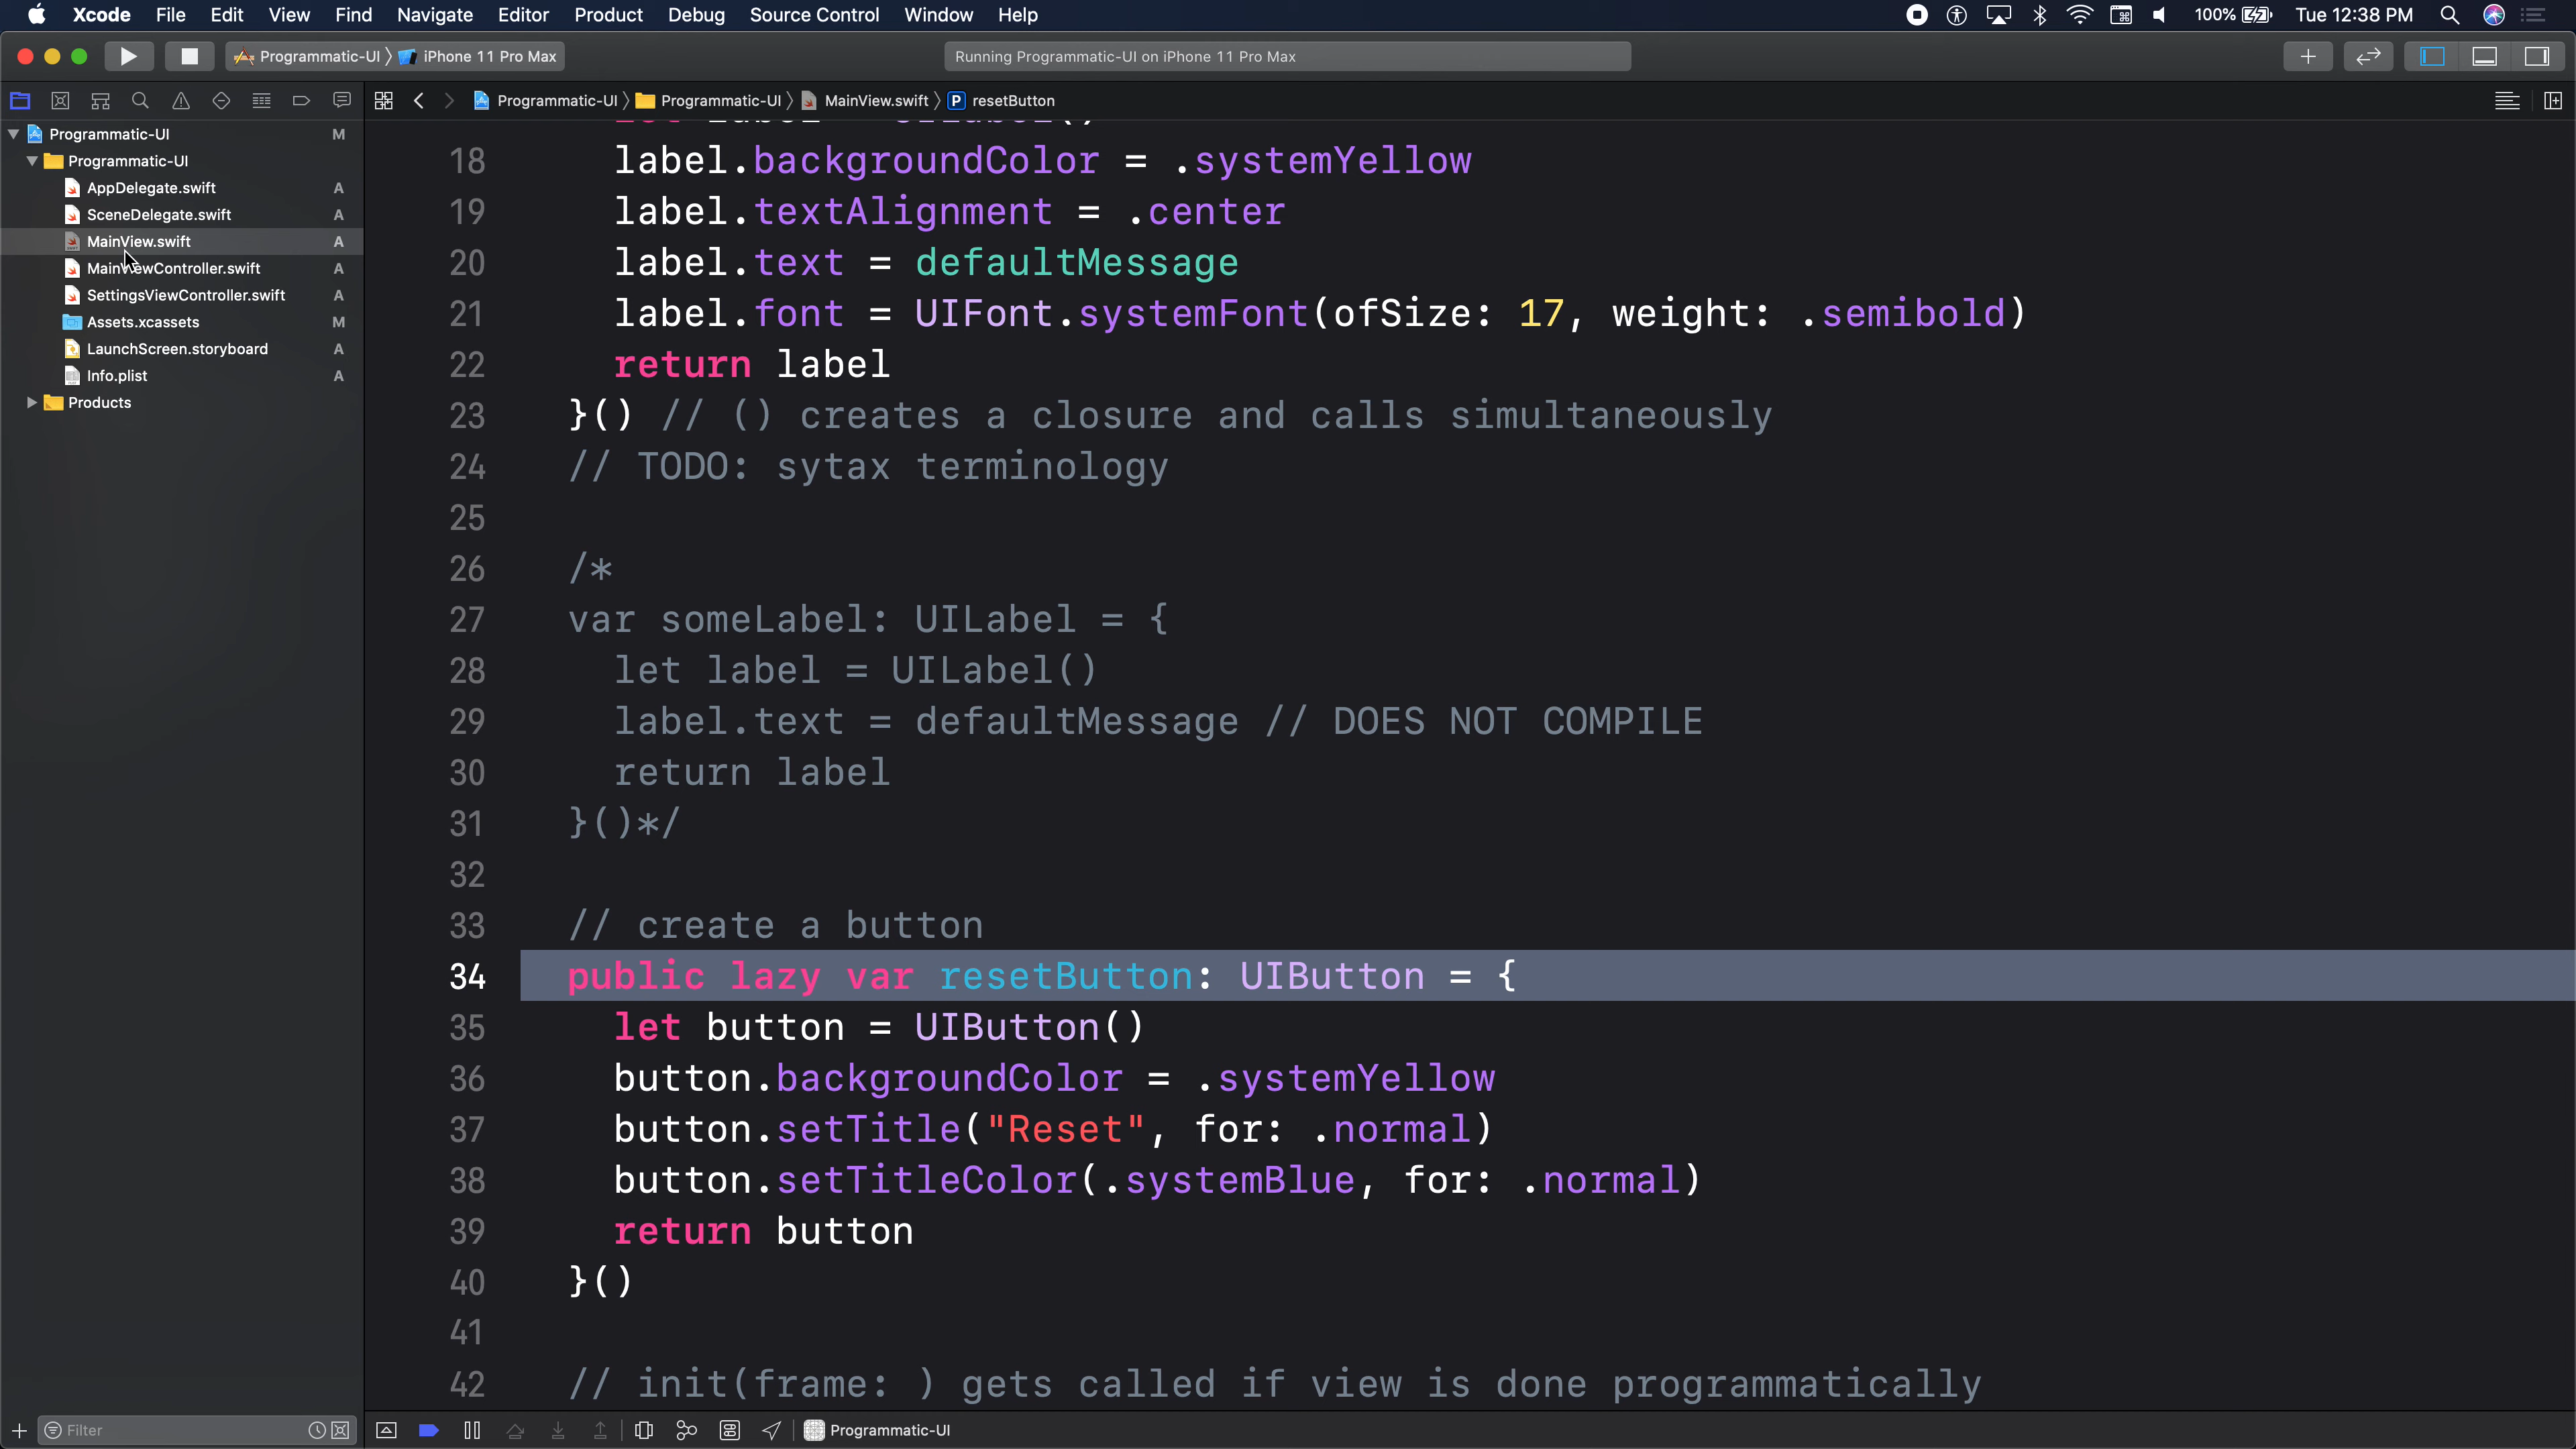 Xcode File Edit View Find Navigate Editor Product Debug Source Control Window Help 100% Tue 12:38 PM
Programmatic-UI iPhone 11 Pro Max Running Programmatic-UI on iPhone 11 Pro Max
Programmatic-UI Programmatic-UI MainView.swift P resetButton
Programmatic-UI M
Programmatic-UI
AppDelegate.swift A
SceneDelegate.swift A
MainView.swift A
MainViewController.swift A
SettingsViewController.swift A
Assets.xcassets M
LaunchScreen.storyboard A
Info.plist A
Products
18 label.backgroundColor = .systemYellow
19 label.textAlignment = .center
20 label.text = defaultMessage
21 label.font = UIFont.systemFont(ofSize: 17, weight: .semibold)
22 return label
23 }() // () creates a closure and calls simultaneously
24 // TODO: sytax terminology
25
26 /*
27 var someLabel: UILabel = {
28 let label = UILabel()
29 label.text = defaultMessage // DOES NOT COMPILE
30 return label
31 }()*/
32
33 // create a button
34 public lazy var resetButton: UIButton = {
35 let button = UIButton()
36 button.backgroundColor = .systemYellow
37 button.setTitle("Reset", for: .normal)
38 button.setTitleColor(.systemBlue, for: .normal)
39 return button
40 }()
41
42 // init(frame: ) gets called if view is done programmatically
Filter
Programmatic-UI